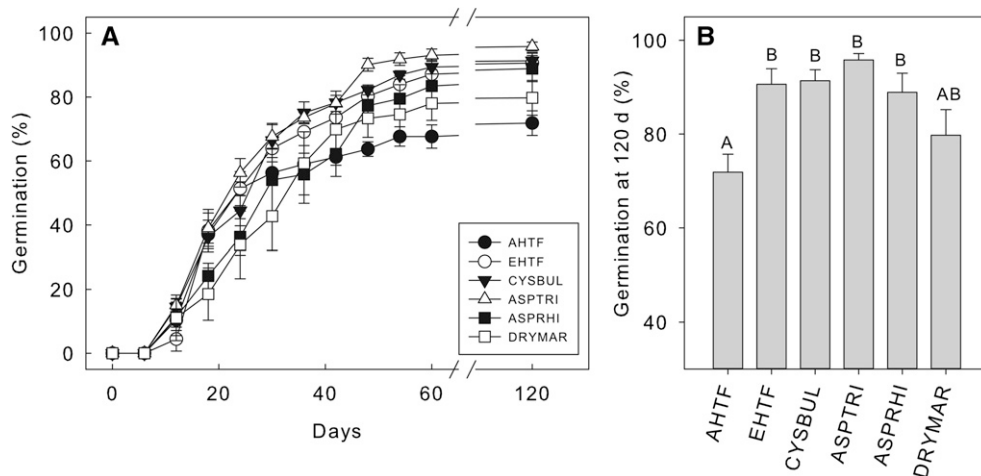 A
Germination (%)
100
80
60
40
20
0
0
20
40
60
120
Days
AHTF
EHTF
CYSBUL
ASPTRI
ASPRHI
DRYMAR
B
Germination at 120 d (%)
100
80
60
40
A
B
B
B
B
AB
AHTF
EHTF
CYSBUL
ASPTRI
ASPRHI
DRYMAR